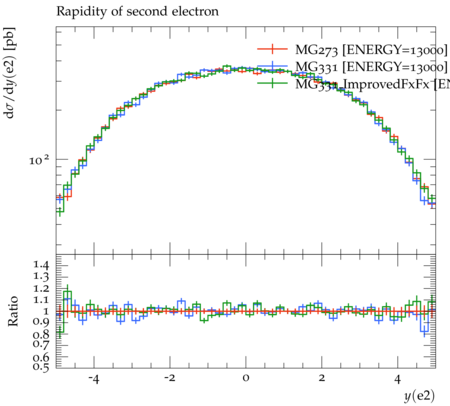 Rapidity of second electron
dσ/dy(e2) [pb]
MG273 [ENERGY=13000]
MG331 [ENERGY=13000]
ImprovedFxFx [EN
10²
Ratio
1.4
1.3
1.2
1.1
1
0.9
0.8
0.7
0.6
0.5
-4 -2 0 2 4
y(e2)